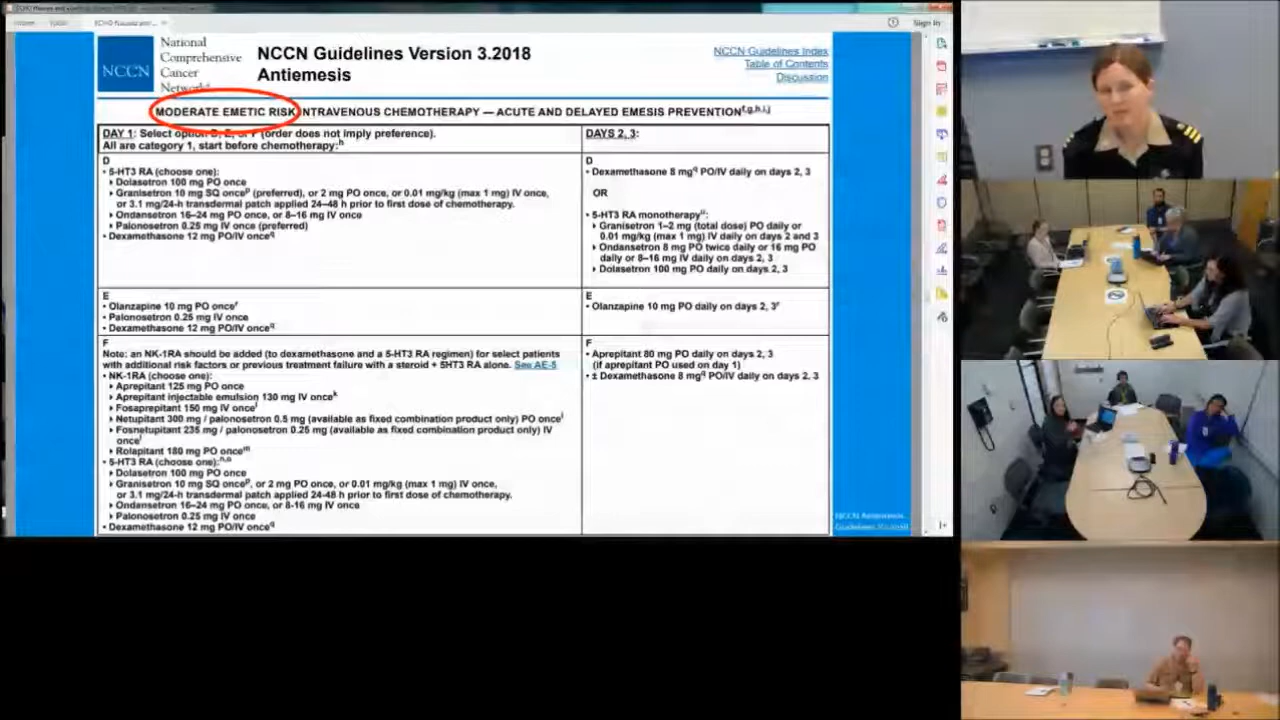 Sign In
NCCN
National
Comprehensive
Cancer
Network®
NCCN Guidelines Version 3.2018
Antiemesis
NCCN Guidelines Index
Table of Contents
Discussion
MODERATE EMETIC RISK INTRAVENOUS CHEMOTHERAPY — ACUTE AND DELAYED EMESIS PREVENTION f,g,h,i,j
DAY 1: Select option D, E, or F (order does not imply preference).
All are category 1, start before chemotherapy:h
DAYS 2, 3:
D
• 5-HT3 RA (choose one):
▸ Dolasetron 100 mg PO once
▸ Granisetron 10 mg SQ oncep (preferred), or 2 mg PO once, or 0.01 mg/kg (max 1 mg) IV once,
or 3.1 mg/24-h transdermal patch applied 24–48 h prior to first dose of chemotherapy.
▸ Ondansetron 16–24 mg PO once, or 8–16 mg IV once
▸ Palonosetron 0.25 mg IV once (preferred)
• Dexamethasone 12 mg PO/IV onceq
D
• Dexamethasone 8 mgq PO/IV daily on days 2, 3
OR
• 5-HT3 RA monotherapyu:
▸ Granisetron 1–2 mg (total dose) PO daily or
0.01 mg/kg (max 1 mg) IV daily on days 2 and 3
▸ Ondansetron 8 mg PO twice daily or 16 mg PO
daily or 8–16 mg IV daily on days 2, 3
▸ Dolasetron 100 mg PO daily on days 2, 3
E
• Olanzapine 10 mg PO oncer
• Palonosetron 0.25 mg IV once
• Dexamethasone 12 mg PO/IV onceq
E
• Olanzapine 10 mg PO daily on days 2, 3r
F
Note: an NK-1RA should be added (to dexamethasone and a 5-HT3 RA regimen) for select patients
with additional risk factors or previous treatment failure with a steroid + 5HT3 RA alone. See AE-5
• NK-1RA (choose one):
▸ Aprepitant 125 mg PO once
▸ Aprepitant injectable emulsion 130 mg IV oncek
▸ Fosaprepitant 150 mg IV oncel
▸ Netupitant 300 mg / palonosetron 0.5 mg (available as fixed combination product only) PO oncel
▸ Fosnetupitant 235 mg / palonosetron 0.25 mg (available as fixed combination product only) IV
oncel
▸ Rolapitant 180 mg PO oncem
• 5-HT3 RA (choose one):n,o
▸ Dolasetron 100 mg PO once
▸ Granisetron 10 mg SQ oncep, or 2 mg PO once, or 0.01 mg/kg (max 1 mg) IV once,
or 3.1 mg/24-h transdermal patch applied 24-48 h prior to first dose of chemotherapy.
▸ Ondansetron 16–24 mg PO once, or 8-16 mg IV once
▸ Palonosetron 0.25 mg IV once
• Dexamethasone 12 mg PO/IV onceq
F
• Aprepitant 80 mg PO daily on days 2, 3
(if aprepitant PO used on day 1)
• ± Dexamethasone 8 mgq PO/IV daily on days 2, 3
NCCN Antiemesis
Guidelines